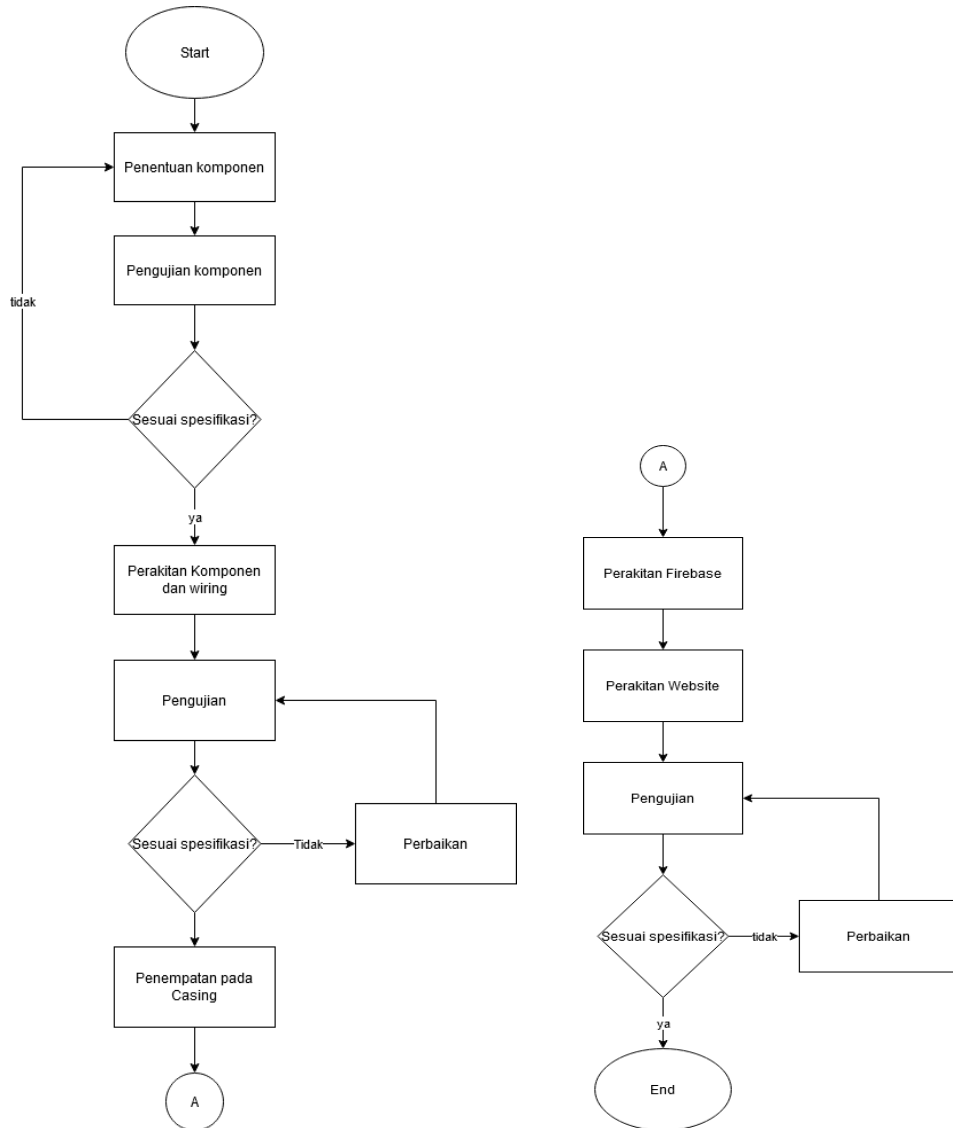 Start
Penentuan komponen
Pengujian komponen
tidak
Sesuai spesifikasi?
ya
Perakitan Komponen
dan wiring
Pengujian
Sesuai spesifikasi?
Tidak
Perbaikan
Penempatan pada
Casing
A
A
Perakitan Firebase
Perakitan Website
Pengujian
Sesuai spesifikasi?
tidak
Perbaikan
ya
End